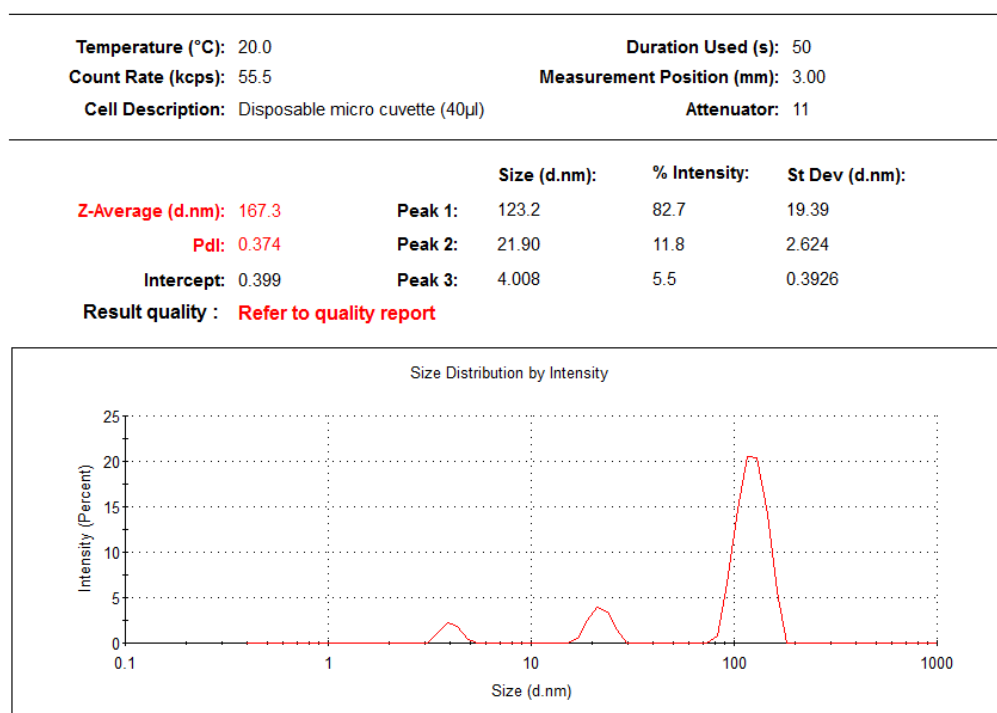 Temperature (°C): 20.0 Duration Used (s): 50
Count Rate (kcps): 55.5 Measurement Position (mm): 3.00
Cell Description: Disposable micro cuvette (40µl) Attenuator: 11
Size (d.nm): % Intensity: St Dev (d.nm):
Z-Average (d.nm): 167.3 Peak 1: 123.2 82.7 19.39
PdI: 0.374 Peak 2: 21.90 11.8 2.624
Intercept: 0.399 Peak 3: 4.008 5.5 0.3926
Result quality : Refer to quality report
Size Distribution by Intensity
25
20
15
10
5
0
Intensity (Percent)
0.1 1 10 100 1000
Size (d.nm)